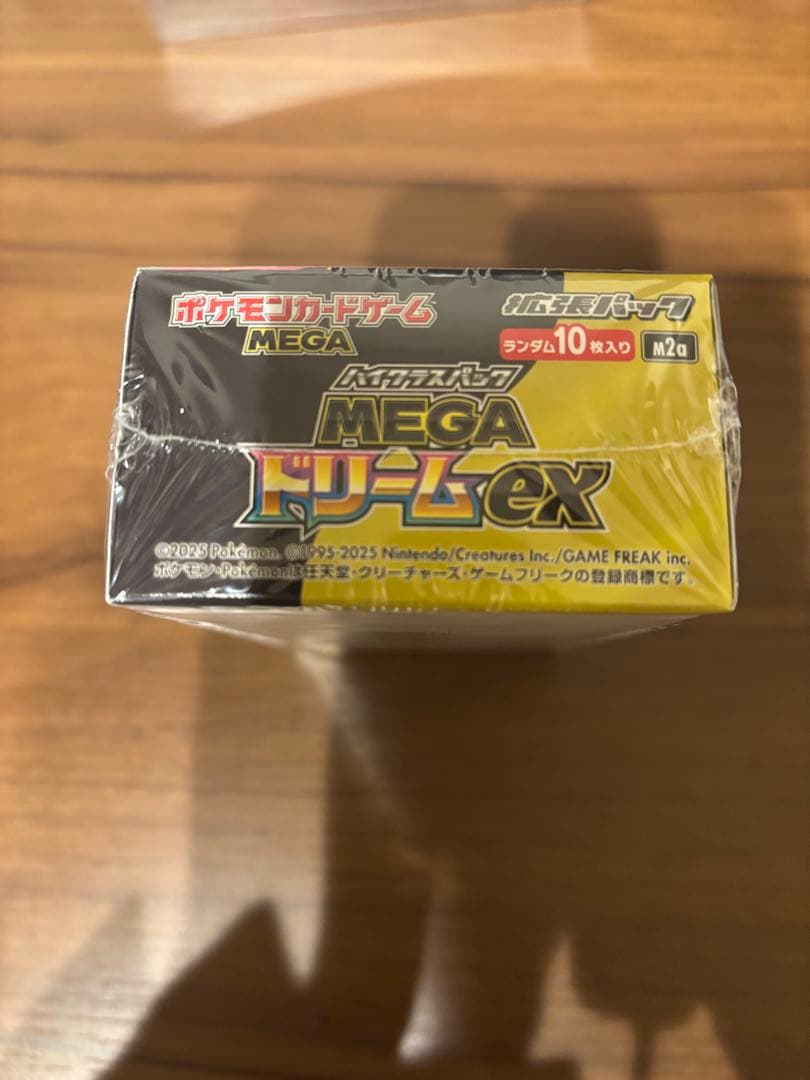 ポケモンカードゲーム
MEGA
拡張パック
ランダム10枚入り M2a
ハイクラスパック
MEGA
ドリームex
©2025 Pokémon. ©1995-2025 Nintendo/Creatures Inc./GAME FREAK inc.
ポケモン・Pokémonは任天堂・クリーチャーズ・ゲームフリークの登録商標です。